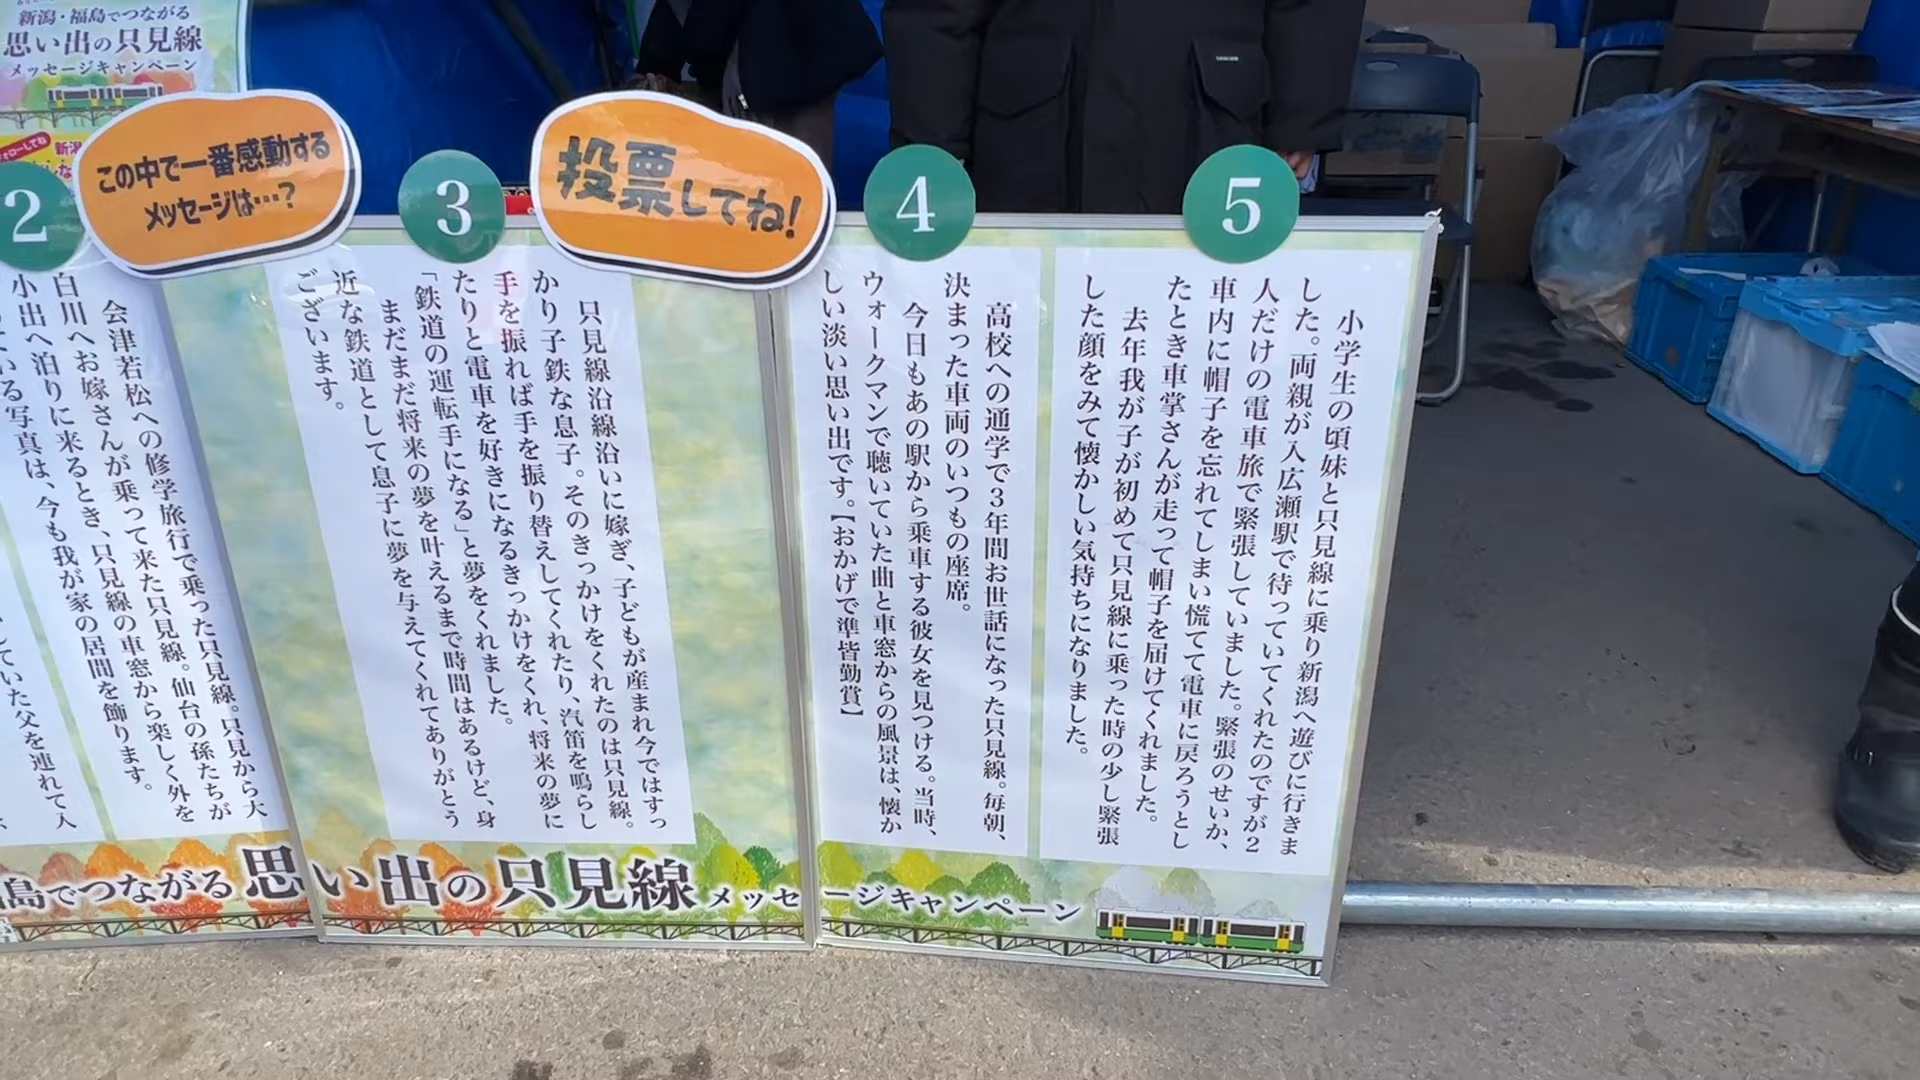 新潟・福島でつながる
思い出の只見線
メッセージキャンペーン
フォローしてね
この中で一番感動する
メッセージは…?
投票してね!
2
3
4
5
小学生の頃妹と只見線に乗り新潟へ遊びに行きま
した。両親が入広瀬駅で待っていてくれたのですが2
人だけの電車旅で緊張していました。緊張のせいか、
車内に帽子を忘れてしまい慌てて電車に戻ろうとし
たとき車掌さんが走って帽子を届けてくれました。
去年我が子が初めて只見線に乗った時の少し緊張
した顔をみて懐かしい気持ちになりました。
高校への通学で3年間お世話になった只見線。毎朝、
決まった車両のいつもの座席。
今日もあの駅から乗車する彼女を見つける。当時、
ウォークマンで聴いていた曲と車窓からの風景は、懐か
しい淡い思い出です。【おかげで準皆勤賞】
只見線沿線沿いに嫁ぎ、子どもが産まれ今ではすっ
かり子鉄な息子。そのきっかけをくれたのは只見線。
手を振れば手を振り替えしてくれたり、汽笛を鳴らし
たりと電車を好きになるきっかけをくれ、将来の夢に
「鉄道の運転手になる」と夢をくれました。
まだまだ将来の夢を叶えるまで時間はあるけど、身
近な鉄道として息子に夢を与えてくれてありがとう
ございます。
会津若松への修学旅行で乗った只見線。只見から大
白川へお嫁さんが乗って来た只見線。仙台の孫たちが
小出へ泊りに来るとき、只見線の車窓から楽しく外を
いる写真は、今も我が家の居間を飾ります。
していた父を連れて入
島でつながる思い出の只見線メッセージキャンペーン